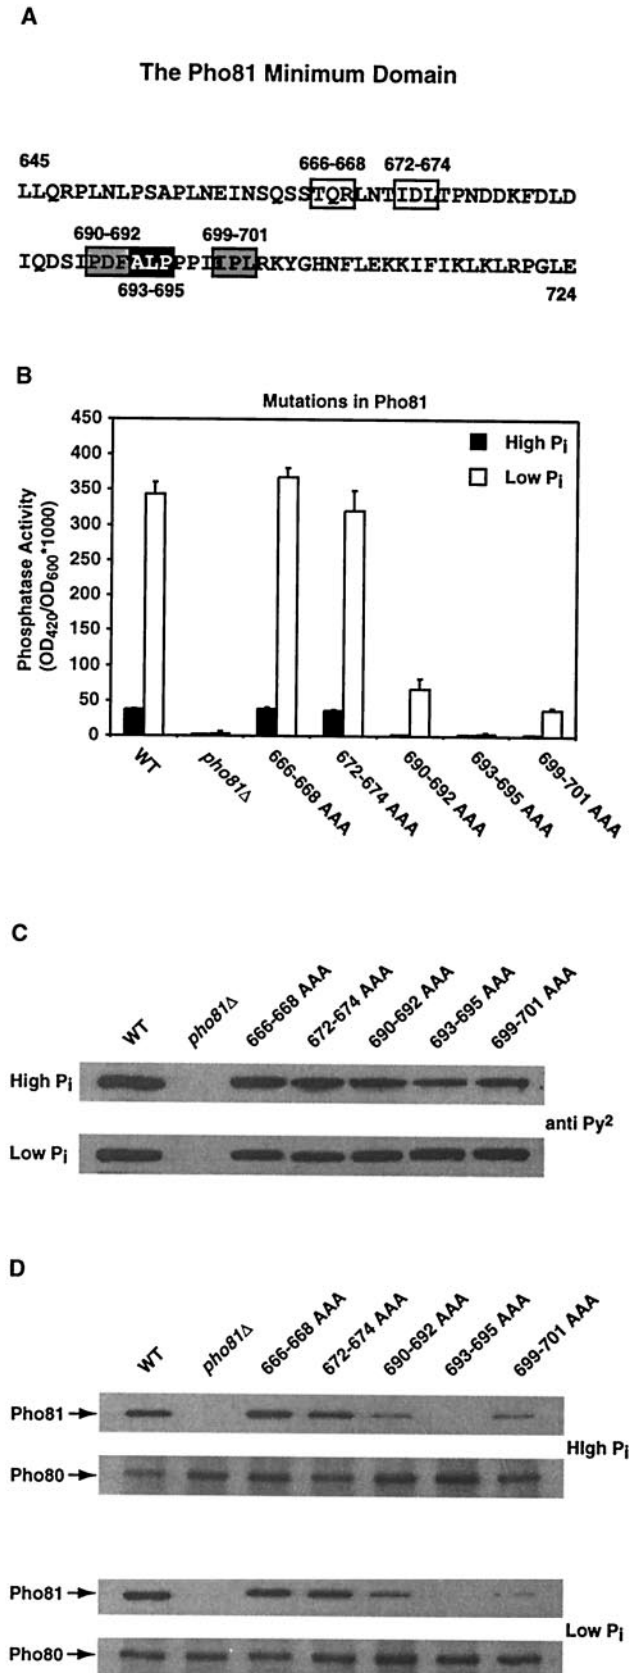 A
The Pho81 Minimum Domain
645
666-668 672-674
LLQRPLNLPSAPLNEINSQSSTQRLNTIDLTPNDDKFDLD
690-692 699-701
IQDSIPDFALPPPIIPLRKYGHNFLEKKIFIKLKLRPGLE
693-695 724
B
Mutations in Pho81
450
400
350
300
250
200
150
100
50
0
Phosphatase Activity
(OD420/OD600*1000)
High Pi
Low Pi
WT
pho81Δ
666-668 AAA
672-674 AAA
690-692 AAA
693-695 AAA
699-701 AAA
C
WT
pho81Δ
666-668 AAA
672-674 AAA
690-692 AAA
693-695 AAA
699-701 AAA
High Pi
Low Pi
anti Py2
D
WT
pho81Δ
666-668 AAA
672-674 AAA
690-692 AAA
693-695 AAA
699-701 AAA
Pho81
Pho80
High Pi
Pho81
Pho80
Low Pi